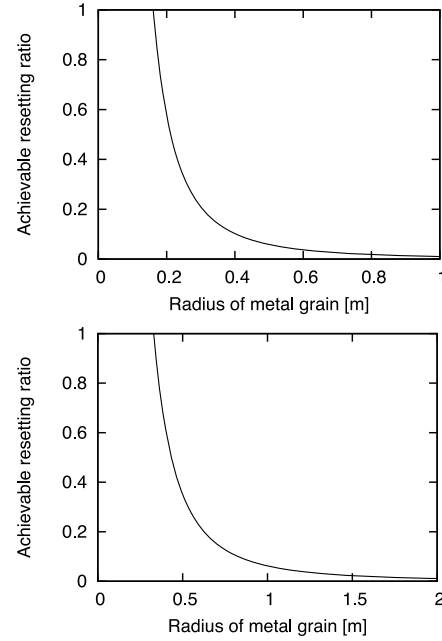 1
0.8
0.6
0.4
0.2
0
Achievable resetting ratio
0 0.2 0.4 0.6 0.8 1
Radius of metal grain [m]
1
0.8
0.6
0.4
0.2
0
Achievable resetting ratio
0 0.5 1 1.5 2
Radius of metal grain [m]